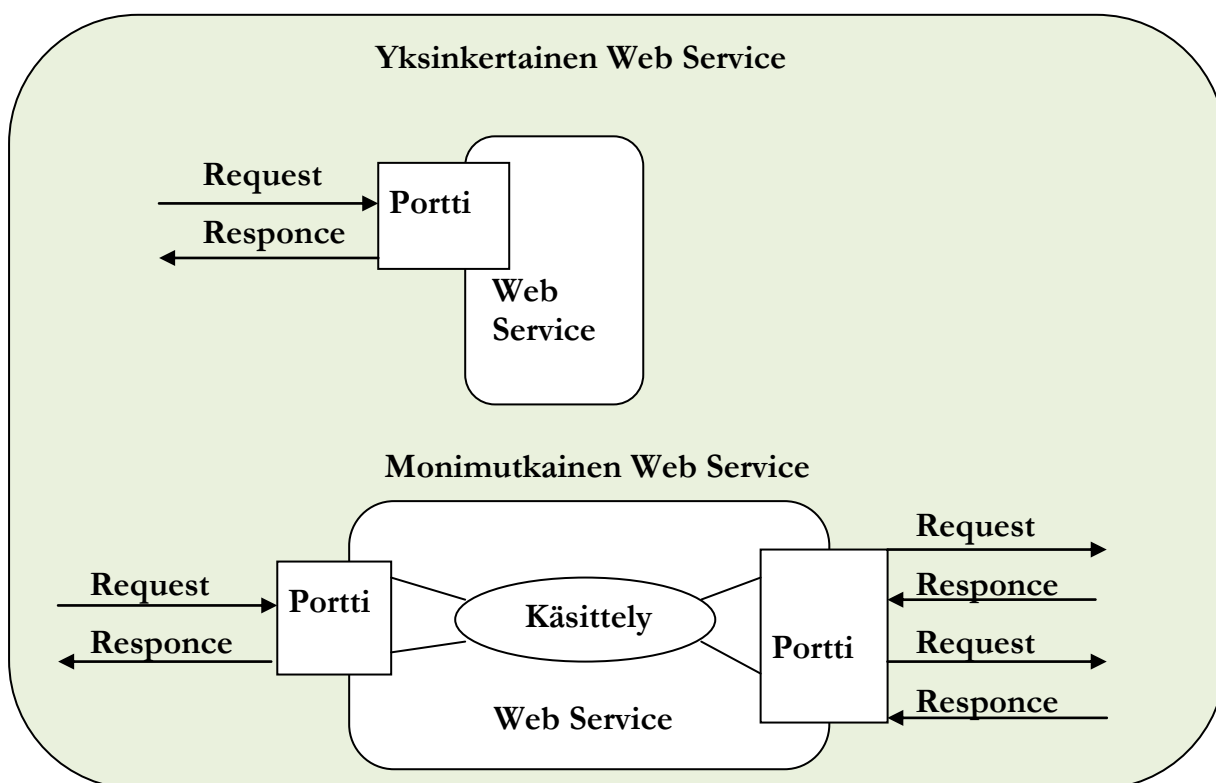 Yksinkertainen Web Service
Request
Portti
Responce
Web
Service
Monimutkainen Web Service
Request
Request
Portti
Käsittely
Responce
Responce
Portti
Request
Web Service
Responce